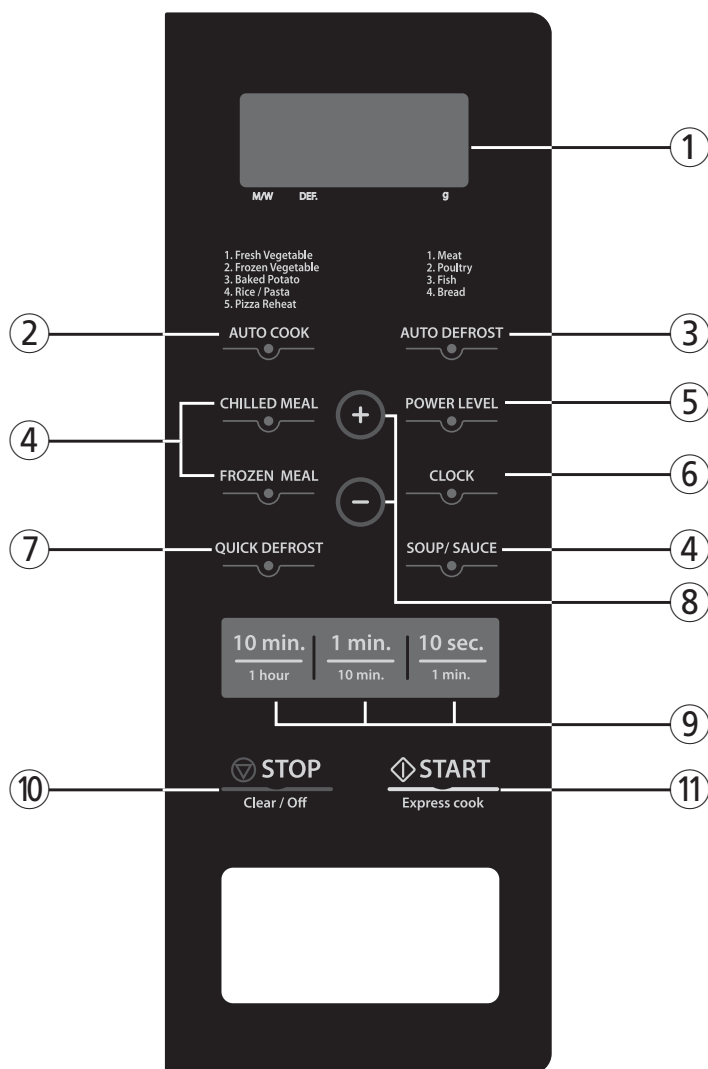 ①
M/W DEF. g
1. Fresh Vegetable
2. Frozen Vegetable
3. Baked Potato
4. Rice / Pasta
5. Pizza Reheat
1. Meat
2. Poultry
3. Fish
4. Bread
② AUTO COOK AUTO DEFROST ③
CHILLED MEAL + POWER LEVEL ⑤
④
FROZEN MEAL − CLOCK ⑥
⑦ QUICK DEFROST SOUP/ SAUCE ④
⑧
10 min. 1 min. 10 sec.
1 hour 10 min. 1 min.
⑨
⑩ STOP START ⑪
Clear / Off Express cook